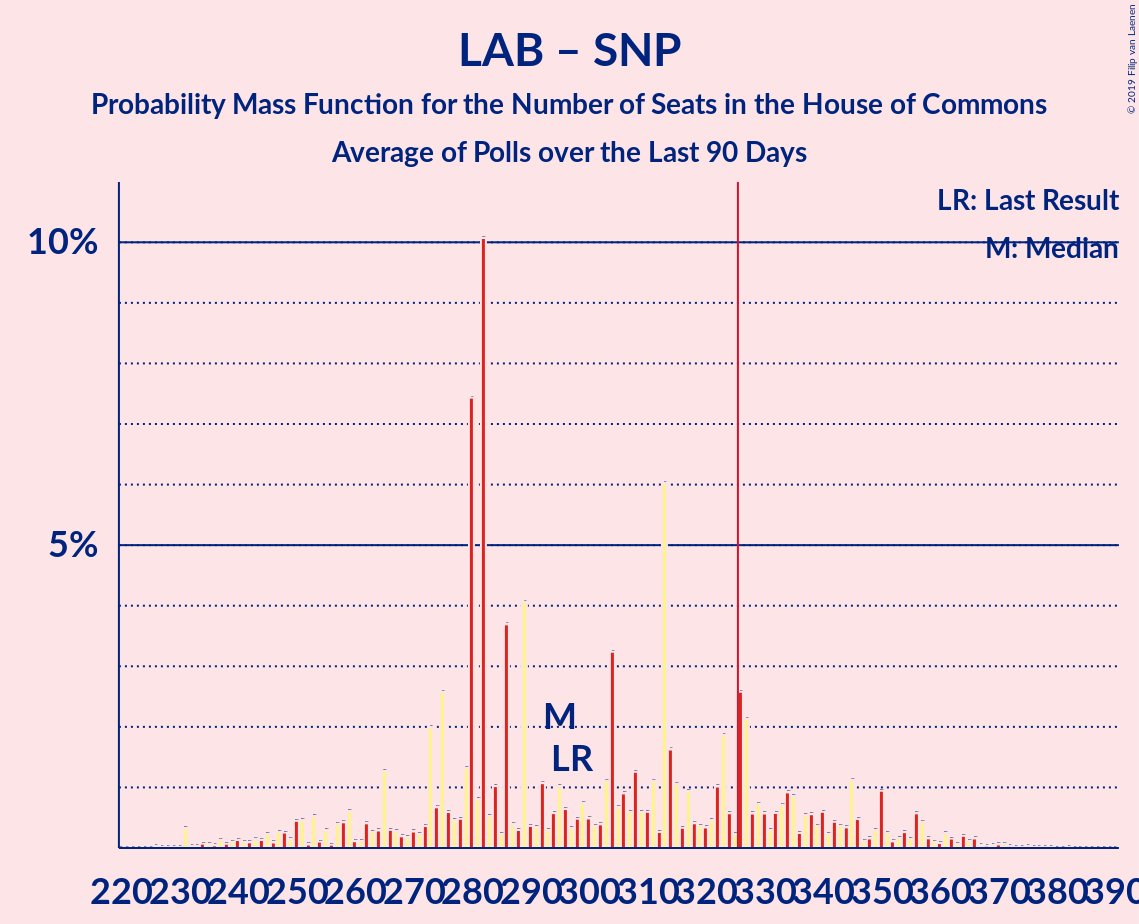 LAB – SNP
Probability Mass Function for the Number of Seats in the House of Commons
Average of Polls over the Last 90 Days
© 2019 Filip van Laenen
LR: Last Result
M: Median
10%
5%
M
LR
220 230 240 250 260 270 280 290 300 310 320 330 340 350 360 370 380 390